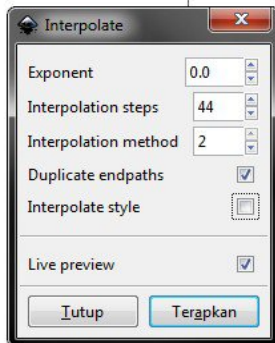 Interpolate
Exponent 0.0
Interpolation steps 44
Interpolation method 2
Duplicate endpaths
Interpolate style
Live preview
Tutup Terapkan